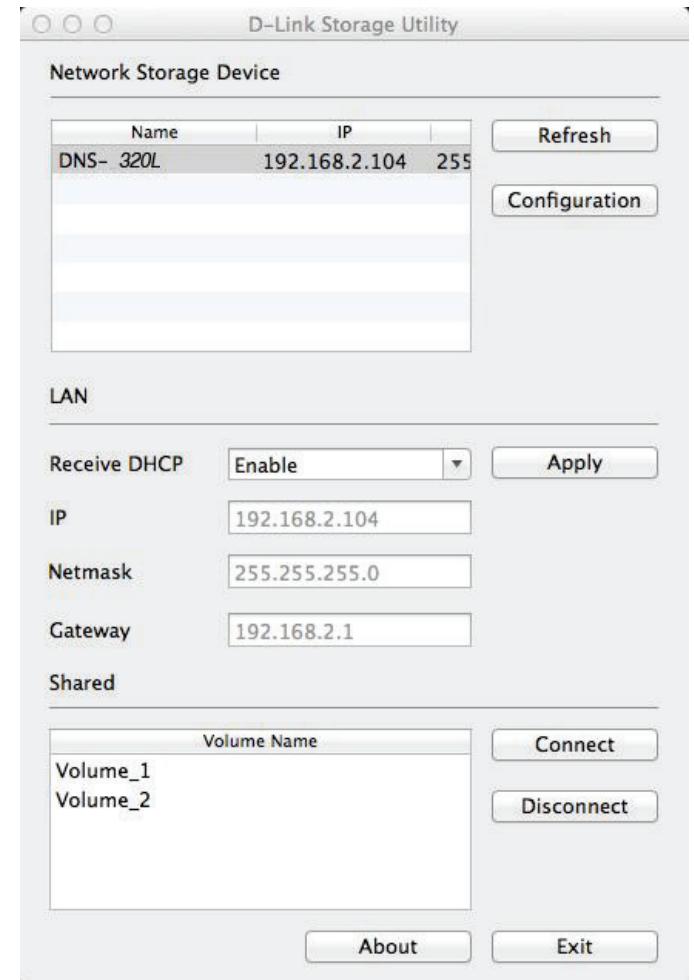 D-Link Storage Utility
Network Storage Device
Name IP
Refresh
DNS- 320L 192.168.2.104 255
Configuration
LAN
Receive DHCP Enable Apply
IP 192.168.2.104
Netmask 255.255.255.0
Gateway 192.168.2.1
Shared
Volume Name
Connect
Volume_1
Volume_2
Disconnect
About Exit